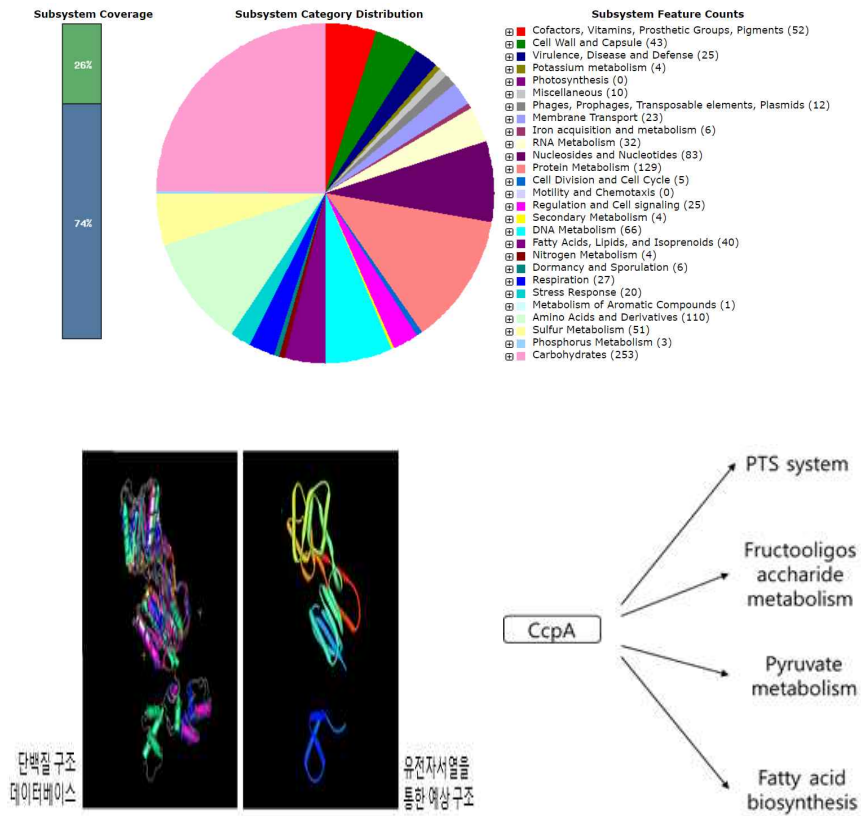 Subsystem Coverage
Subsystem Category Distribution
Subsystem Feature Counts
26%
74%
Cofactors, Vitamins, Prosthetic Groups, Pigments (52)
Cell Wall and Capsule (43)
Virulence, Disease and Defense (25)
Potassium metabolism (4)
Photosynthesis (0)
Miscellaneous (10)
Phages, Prophages, Transposable elements, Plasmids (12)
Membrane Transport (23)
Iron acquisition and metabolism (6)
RNA Metabolism (32)
Nucleosides and Nucleotides (83)
Protein Metabolism (129)
Cell Division and Cell Cycle (5)
Motility and Chemotaxis (0)
Regulation and Cell signaling (25)
Secondary Metabolism (4)
DNA Metabolism (66)
Fatty Acids, Lipids, and Isoprenoids (40)
Nitrogen Metabolism (4)
Dormancy and Sporulation (6)
Respiration (27)
Stress Response (20)
Metabolism of Aromatic Compounds (1)
Amino Acids and Derivatives (110)
Sulfur Metabolism (51)
Phosphorus Metabolism (3)
Carbohydrates (253)
단백질 구조
데이터베이스
유전자서열을
통한 예상 구조
CcpA
PTS system
Fructooligos
accharide
metabolism
Pyruvate
metabolism
Fatty acid
biosynthesis